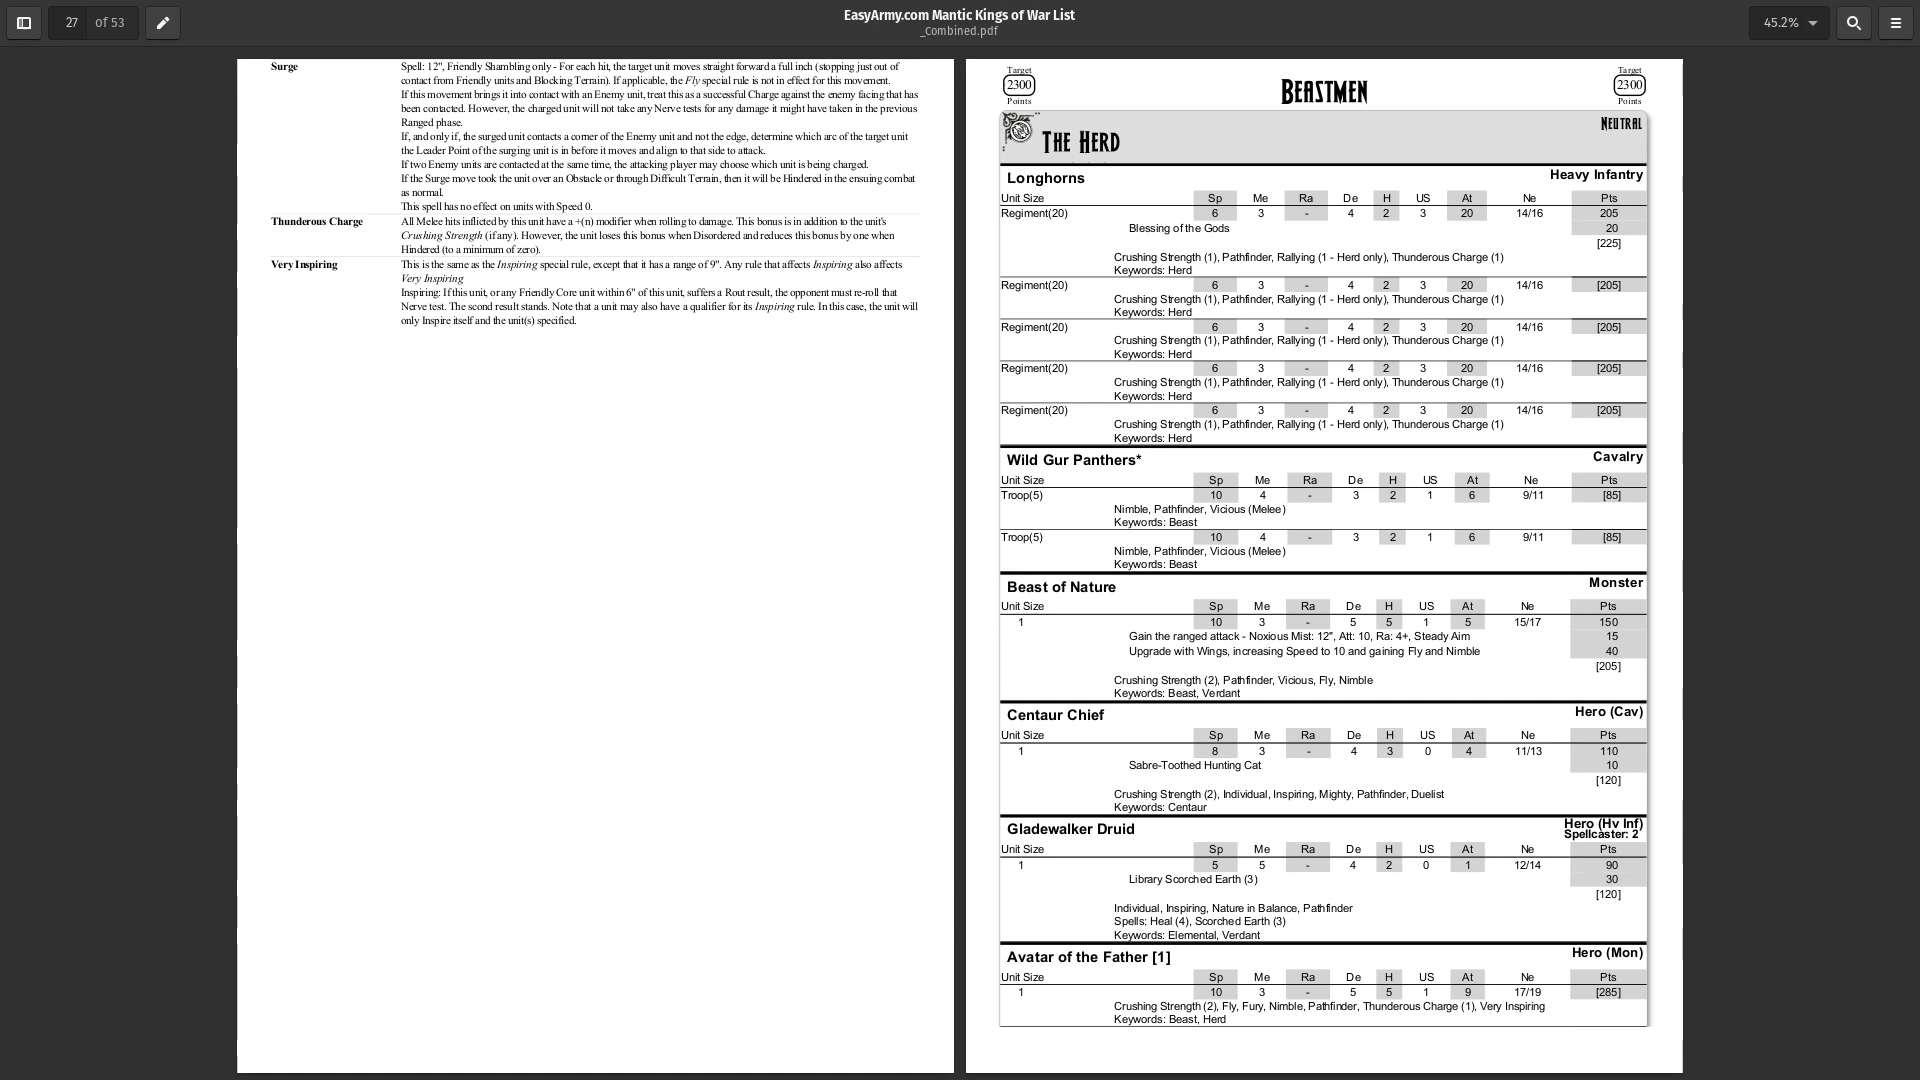 27 of 53
EasyArmy.com Mantic Kings of War List
_Combined.pdf
45.2%
Surge Spell: 12", Friendly Shambling only - For each hit, the target unit moves straight forward a full inch (stopping just out of
contact from Friendly units and Blocking Terrain). If applicable, the Fly special rule is not in effect for this movement.
If this movement brings it into contact with an Enemy unit, treat this as a successful Charge against the enemy facing that has
been contacted. However, the charged unit will not take any Nerve tests for any damage it might have taken in the previous
Ranged phase.
If, and only if, the surged unit contacts a corner of the Enemy unit and not the edge, determine which arc of the target unit
the Leader Point of the surging unit is in before it moves and align to that side to attack.
If two Enemy units are contacted at the same time, the attacking player may choose which unit is being charged.
If the Surge move took the unit over an Obstacle or through Difficult Terrain, then it will be Hindered in the ensuing combat
as normal.
This spell has no effect on units with Speed 0.
Thunderous Charge All Melee hits inflicted by this unit have a +(n) modifier when rolling to damage. This bonus is in addition to the unit's
Crushing Strength (if any). However, the unit loses this bonus when Disordered and reduces this bonus by one when
Hindered (to a minimum of zero).
Very Inspiring This is the same as the Inspiring special rule, except that it has a range of 9". Any rule that affects Inspiring also affects
Very Inspiring
Inspiring: If this unit, or any Friendly Core unit within 6" of this unit, suffers a Rout result, the opponent must re-roll that
Nerve test. The scond result stands. Note that a unit may also have a qualifier for its Inspiring rule. In this case, the unit will
only Inspire itself and the unit(s) specified.
Target
2300
Points
Beastmen
Target
2300
Points
The Herd Neutral
Longhorns Heavy Infantry
Unit Size Sp Me Ra De H US At Ne Pts
Regiment(20) 6 3 - 4 2 3 20 14/16 205
Blessing of the Gods 20
[225]
Crushing Strength (1), Pathfinder, Rallying (1 - Herd only), Thunderous Charge (1)
Keywords: Herd
Regiment(20) 6 3 - 4 2 3 20 14/16 [205]
Crushing Strength (1), Pathfinder, Rallying (1 - Herd only), Thunderous Charge (1)
Keywords: Herd
Regiment(20) 6 3 - 4 2 3 20 14/16 [205]
Crushing Strength (1), Pathfinder, Rallying (1 - Herd only), Thunderous Charge (1)
Keywords: Herd
Regiment(20) 6 3 - 4 2 3 20 14/16 [205]
Crushing Strength (1), Pathfinder, Rallying (1 - Herd only), Thunderous Charge (1)
Keywords: Herd
Regiment(20) 6 3 - 4 2 3 20 14/16 [205]
Crushing Strength (1), Pathfinder, Rallying (1 - Herd only), Thunderous Charge (1)
Keywords: Herd
Wild Gur Panthers* Cavalry
Unit Size Sp Me Ra De H US At Ne Pts
Troop(5) 10 4 - 3 2 1 6 9/11 [85]
Nimble, Pathfinder, Vicious (Melee)
Keywords: Beast
Troop(5) 10 4 - 3 2 1 6 9/11 [85]
Nimble, Pathfinder, Vicious (Melee)
Keywords: Beast
Beast of Nature Monster
Unit Size Sp Me Ra De H US At Ne Pts
1 10 3 - 5 5 1 5 15/17 150
Gain the ranged attack - Noxious Mist: 12", Att: 10, Ra: 4+, Steady Aim 15
Upgrade with Wings, increasing Speed to 10 and gaining Fly and Nimble 40
[205]
Crushing Strength (2), Pathfinder, Vicious, Fly, Nimble
Keywords: Beast, Verdant
Centaur Chief Hero (Cav)
Unit Size Sp Me Ra De H US At Ne Pts
1 8 3 - 4 3 0 4 11/13 110
Sabre-Toothed Hunting Cat 10
[120]
Crushing Strength (2), Individual, Inspiring, Mighty, Pathfinder, Duelist
Keywords: Centaur
Gladewalker Druid Hero (Hv Inf)
Spellcaster: 2
Unit Size Sp Me Ra De H US At Ne Pts
1 5 5 - 4 2 0 1 12/14 90
Library Scorched Earth (3) 30
[120]
Individual, Inspiring, Nature in Balance, Pathfinder
Spells: Heal (4), Scorched Earth (3)
Keywords: Elemental, Verdant
Avatar of the Father [1] Hero (Mon)
Unit Size Sp Me Ra De H US At Ne Pts
1 10 3 - 5 5 1 9 17/19 [285]
Crushing Strength (2), Fly, Fury, Nimble, Pathfinder, Thunderous Charge (1), Very Inspiring
Keywords: Beast, Herd